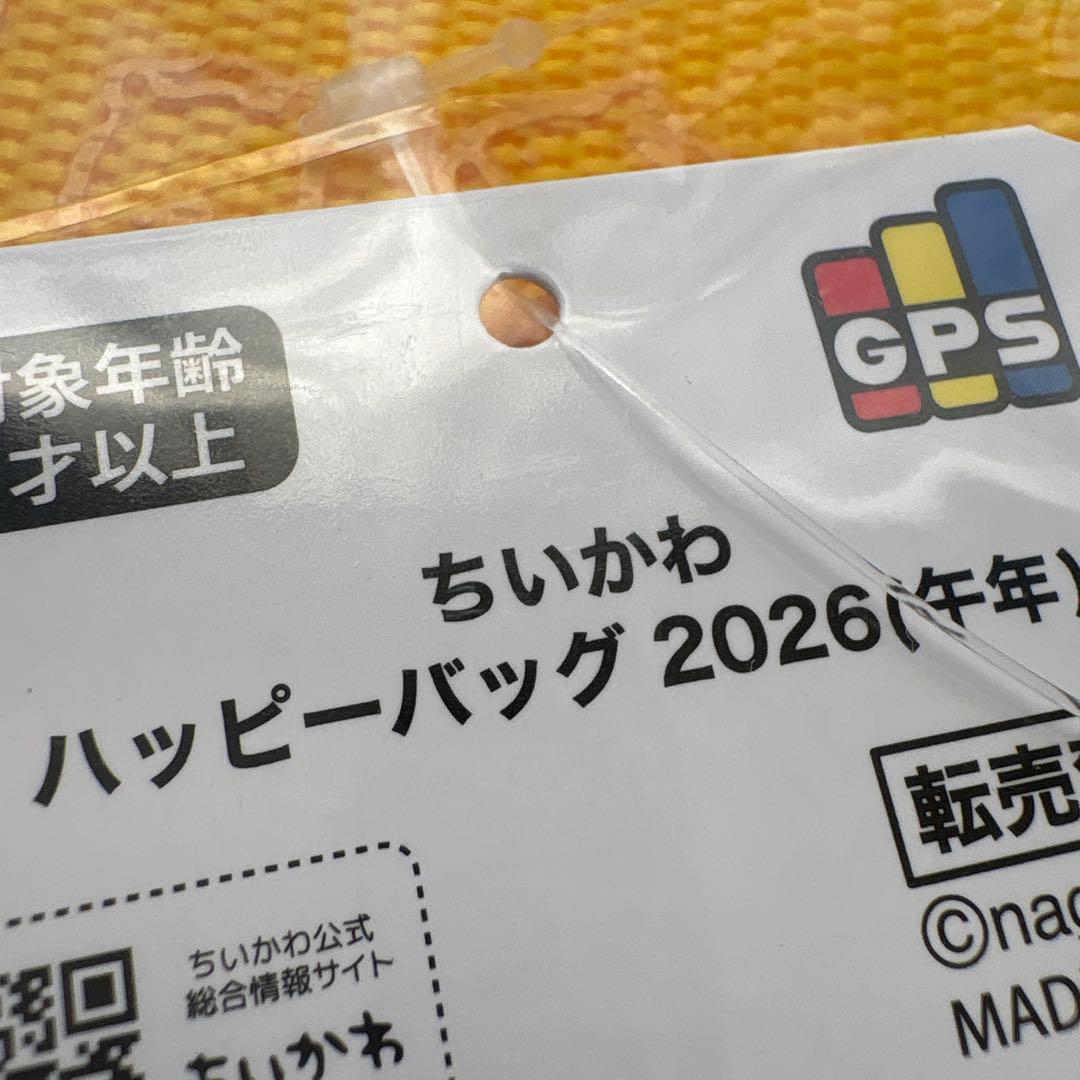 対象年齢
才以上
GPS
ちいかわ
ハッピーバッグ 2026(午年)
転売
©nag
MAD
ちいかわ公式
総合情報サイト
ちいかわ